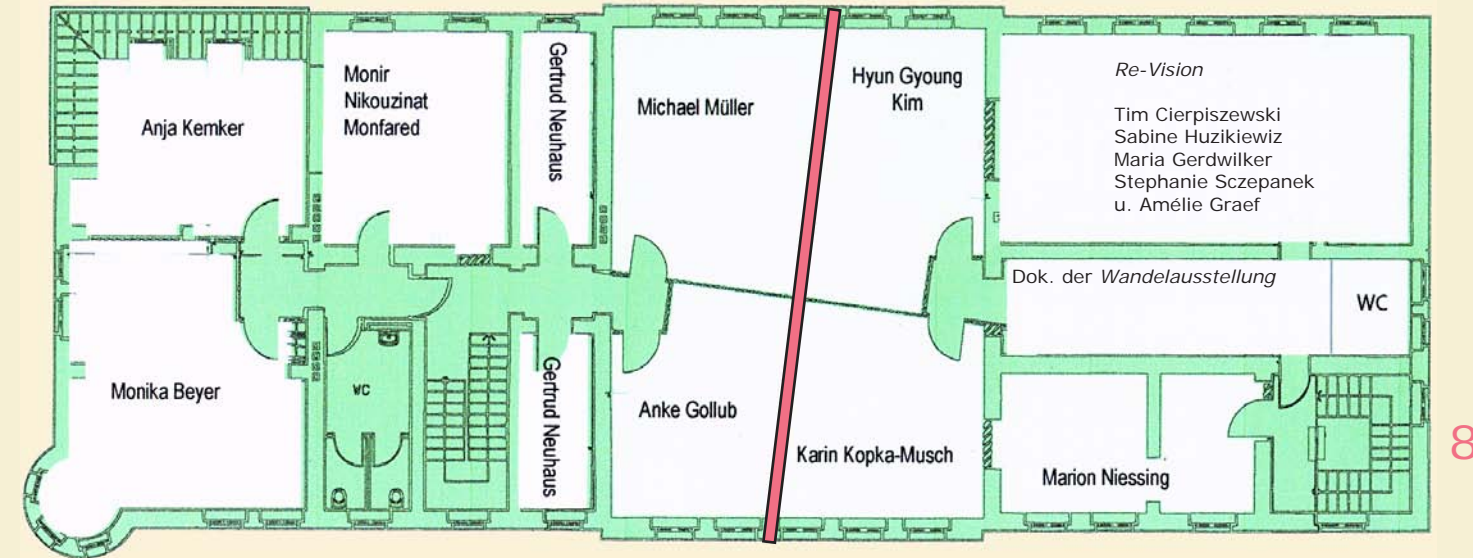 Anja Kemker
Monir
Nikouzinat
Monfared
Gertrud Neuhaus
Michael Müller
Hyun Gyoung
Kim
Re-Vision
Tim Cierpiszewski
Sabine Huzikiewiz
Maria Gerdwilker
Stephanie Sczepanek
u. Amélie Graef
Dok. der Wandelausstellung
WC
Monika Beyer
WC
Gertrud Neuhaus
Anke Gollub
Karin Kopka-Musch
Marion Niessing
8